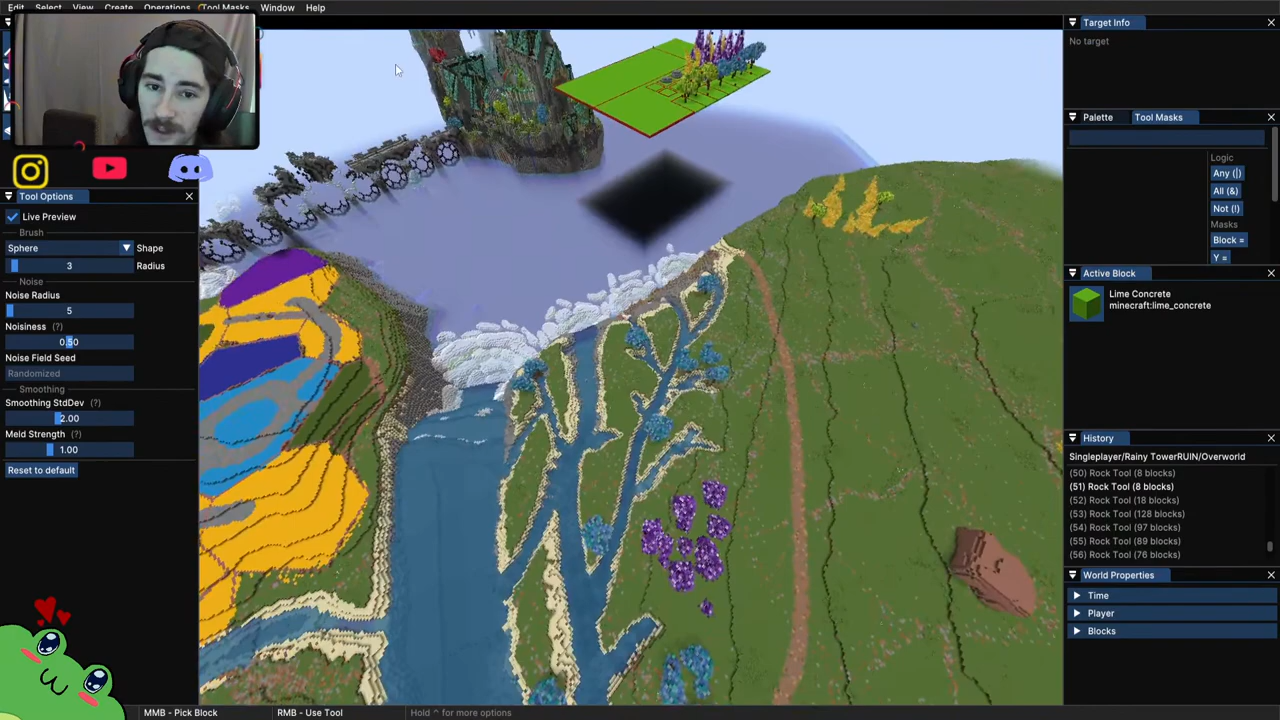 Edit Select View Create Operations Tool Masks Window Help
Tool Options
Live Preview
Brush
Sphere Shape
3 Radius
Noise
Noise Radius
5
Noisiness (?)
0.50
Noise Field Seed
Randomized
Smoothing
Smoothing StdDev (?)
2.00
Meld Strength (?)
1.00
Reset to default
Target Info
No target
Palette Tool Masks
Logic
Any (|)
All (&)
Not (!)
Masks
Block =
Y =
Active Block
Lime Concrete
minecraft:lime_concrete
History
Singleplayer/Rainy TowerRUIN/Overworld
(50) Rock Tool (8 blocks)
(51) Rock Tool (8 blocks)
(52) Rock Tool (18 blocks)
(53) Rock Tool (128 blocks)
(54) Rock Tool (97 blocks)
(55) Rock Tool (89 blocks)
(56) Rock Tool (76 blocks)
World Properties
Time
Player
Blocks
MMB - Pick Block RMB - Use Tool Hold ^ for more options